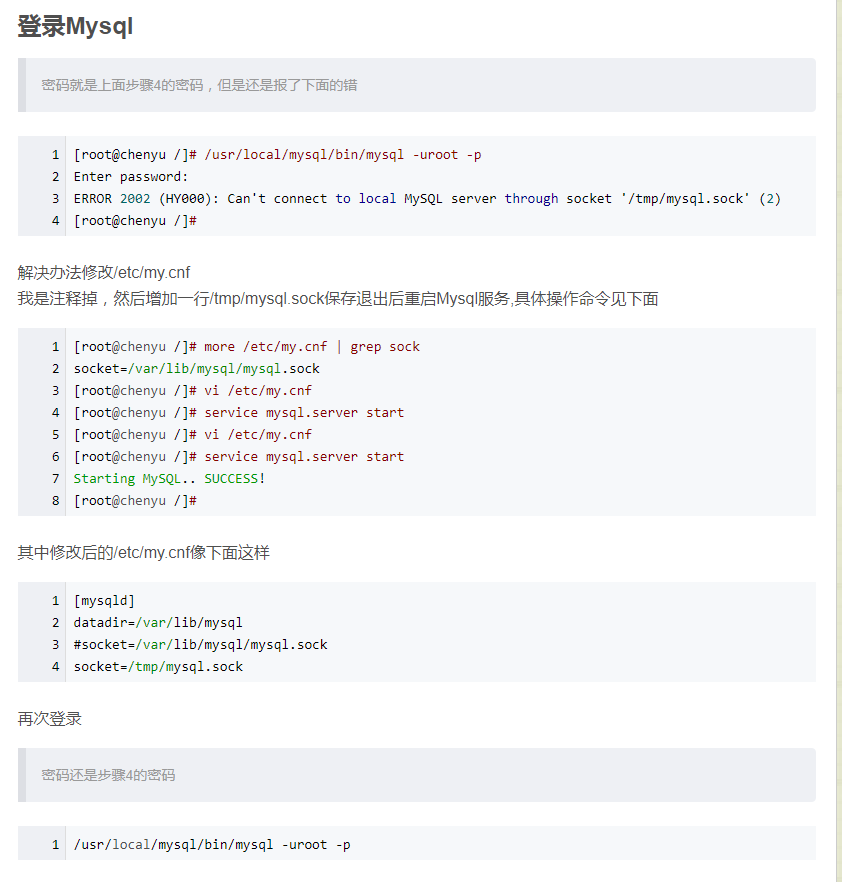 登录Mysql
密码就是上面步骤4的密码，但是还是报了下面的错
1 [root@chenyu /]# /usr/local/mysql/bin/mysql -uroot -p
2 Enter password:
3 ERROR 2002 (HY000): Can't connect to local MySQL server through socket '/tmp/mysql.sock' (2)
4 [root@chenyu /]#
解决办法修改/etc/my.cnf
我是注释掉，然后增加一行/tmp/mysql.sock保存退出后重启Mysql服务,具体操作命令见下面
1 [root@chenyu /]# more /etc/my.cnf | grep sock
2 socket=/var/lib/mysql/mysql.sock
3 [root@chenyu /]# vi /etc/my.cnf
4 [root@chenyu /]# service mysql.server start
5 [root@chenyu /]# vi /etc/my.cnf
6 [root@chenyu /]# service mysql.server start
7 Starting MySQL.. SUCCESS!
8 [root@chenyu /]#
其中修改后的/etc/my.cnf像下面这样
1 [mysqld]
2 datadir=/var/lib/mysql
3 #socket=/var/lib/mysql/mysql.sock
4 socket=/tmp/mysql.sock
再次登录
密码还是步骤4的密码
1 /usr/local/mysql/bin/mysql -uroot -p